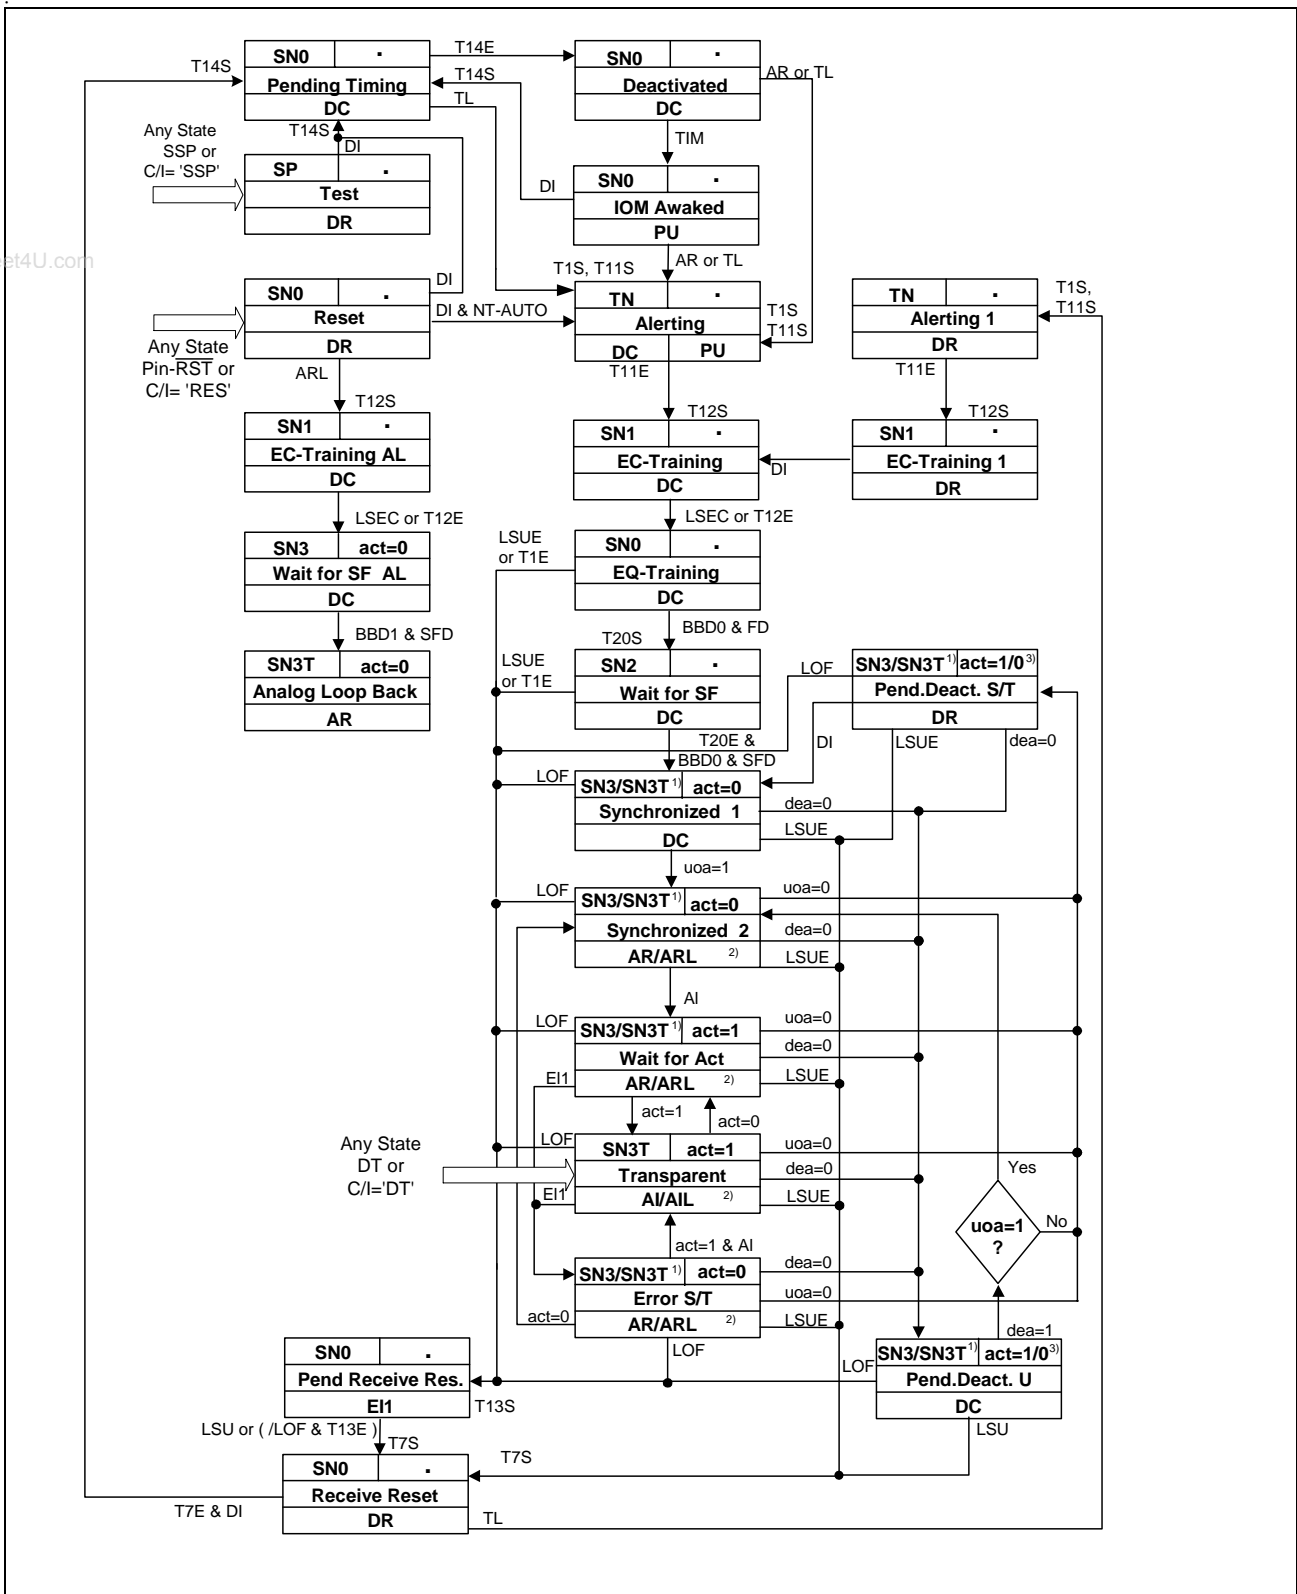 .
SN0 .
Pending Timing
DC
T14S
T14E
T14S
TL
SN0 .
Deactivated
DC
AR or TL
TIM
Any State
SSP or
C/I= 'SSP'
T14S
DI
SP .
Test
DR
DI
SN0 .
IOM Awaked
PU
et4U.com
AR or TL
T1S, T11S
DI
SN0 .
Reset
DR
DI & NT-AUTO
Any State
Pin-RST or
C/I= 'RES'
TN .
Alerting
DC PU
T1S
T11S
TN .
Alerting 1
DR
T1S,
T11S
ARL
T12S
T11E
T12S
T11E
T12S
SN1 .
EC-Training AL
DC
SN1 .
EC-Training
DC
DI
SN1 .
EC-Training 1
DR
LSEC or T12E
LSEC or T12E
SN3 act=0
Wait for SF AL
DC
LSUE
or T1E
SN0 .
EQ-Training
DC
BBD1 & SFD
BBD0 & FD
T20S
SN3T act=0
Analog Loop Back
AR
LSUE
or T1E
SN2 .
Wait for SF
DC
LOF
SN3/SN3T 1) act=1/0 3)
Pend.Deact. S/T
DR
T20E &
BBD0 & SFD
DI
LSUE
dea=0
LOF
SN3/SN3T 1) act=0
Synchronized 1
DC
dea=0
LSUE
uoa=1
LOF
SN3/SN3T 1) act=0
Synchronized 2
AR/ARL 2)
uoa=0
dea=0
LSUE
AI
LOF
SN3/SN3T 1) act=1
Wait for Act
AR/ARL 2)
uoa=0
dea=0
LSUE
EI1
act=1
act=0
Any State
DT or
C/I='DT'
LOF
SN3T act=1
Transparent
AI/AIL 2)
uoa=0
dea=0
LSUE
EI1
Yes
uoa=1
?
No
act=1 & AI
SN3/SN3T 1) act=0
Error S/T
AR/ARL 2)
dea=0
uoa=0
LSUE
act=0
LOF
dea=1
LOF
SN3/SN3T 1) act=1/0 3)
Pend.Deact. U
DC
LSU
SN0 .
Pend Receive Res.
EI1
T13S
LSU or ( /LOF & T13E )
T7S
T7S
SN0 .
Receive Reset
DR
T7E & DI
TL